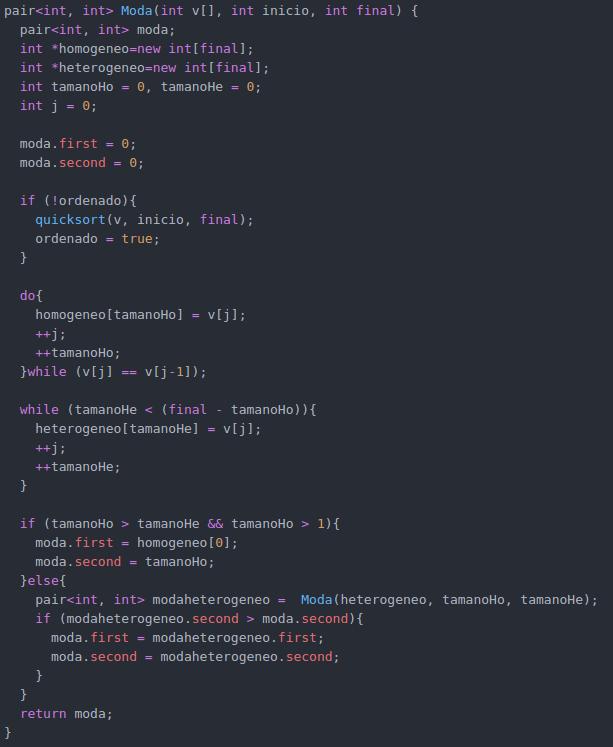 pair<int, int> Moda(int v[], int inicio, int final) {
pair<int, int> moda;
int *homogeneo=new int[final];
int *heterogeneo=new int[final];
int tamanoHo = 0, tamanoHe = 0;
int j = 0;
moda.first = 0;
moda.second = 0;
if (!ordenado){
quicksort(v, inicio, final);
ordenado = true;
}
do{
homogeneo[tamanoHo] = v[j];
++j;
++tamanoHo;
}while (v[j] == v[j-1]);
while (tamanoHe < (final - tamanoHo)){
heterogeneo[tamanoHe] = v[j];
++j;
++tamanoHe;
}
if (tamanoHo > tamanoHe && tamanoHo > 1){
moda.first = homogeneo[0];
moda.second = tamanoHo;
}else{
pair<int, int> modaheterogeneo =  Moda(heterogeneo, tamanoHo, tamanoHe);
if (modaheterogeneo.second > moda.second){
moda.first = modaheterogeneo.first;
moda.second = modaheterogeneo.second;
}
}
return moda;
}